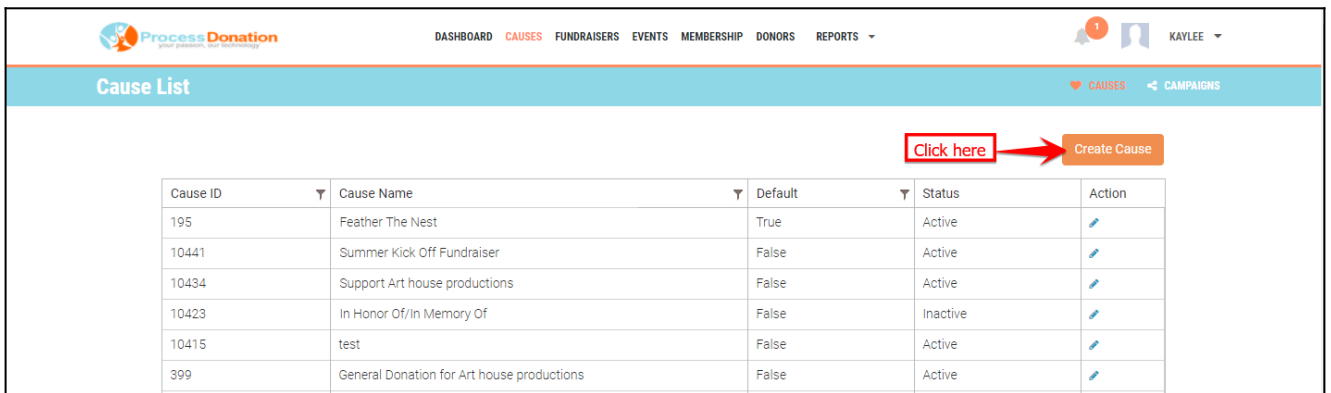 ProcessDonation
your passion, our technology
DASHBOARD CAUSES FUNDRAISERS EVENTS MEMBERSHIP DONORS REPORTS
1
KAYLEE
Cause List
CAUSES CAMPAIGNS
Click here
Create Cause
Cause ID Cause Name Default Status Action
195 Feather The Nest True Active
10441 Summer Kick Off Fundraiser False Active
10434 Support Art house productions False Active
10423 In Honor Of/In Memory Of False Inactive
10415 test False Active
399 General Donation for Art house productions False Active